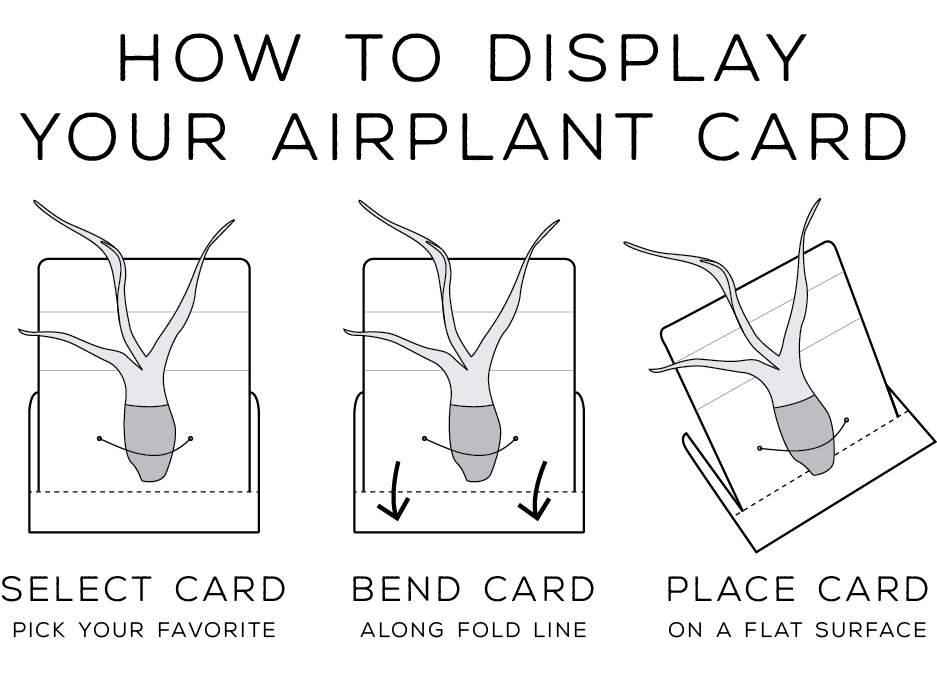 HOW TO DISPLAY
YOUR AIRPLANT CARD
SELECT CARD
PICK YOUR FAVORITE
BEND CARD
ALONG FOLD LINE
PLACE CARD
ON A FLAT SURFACE